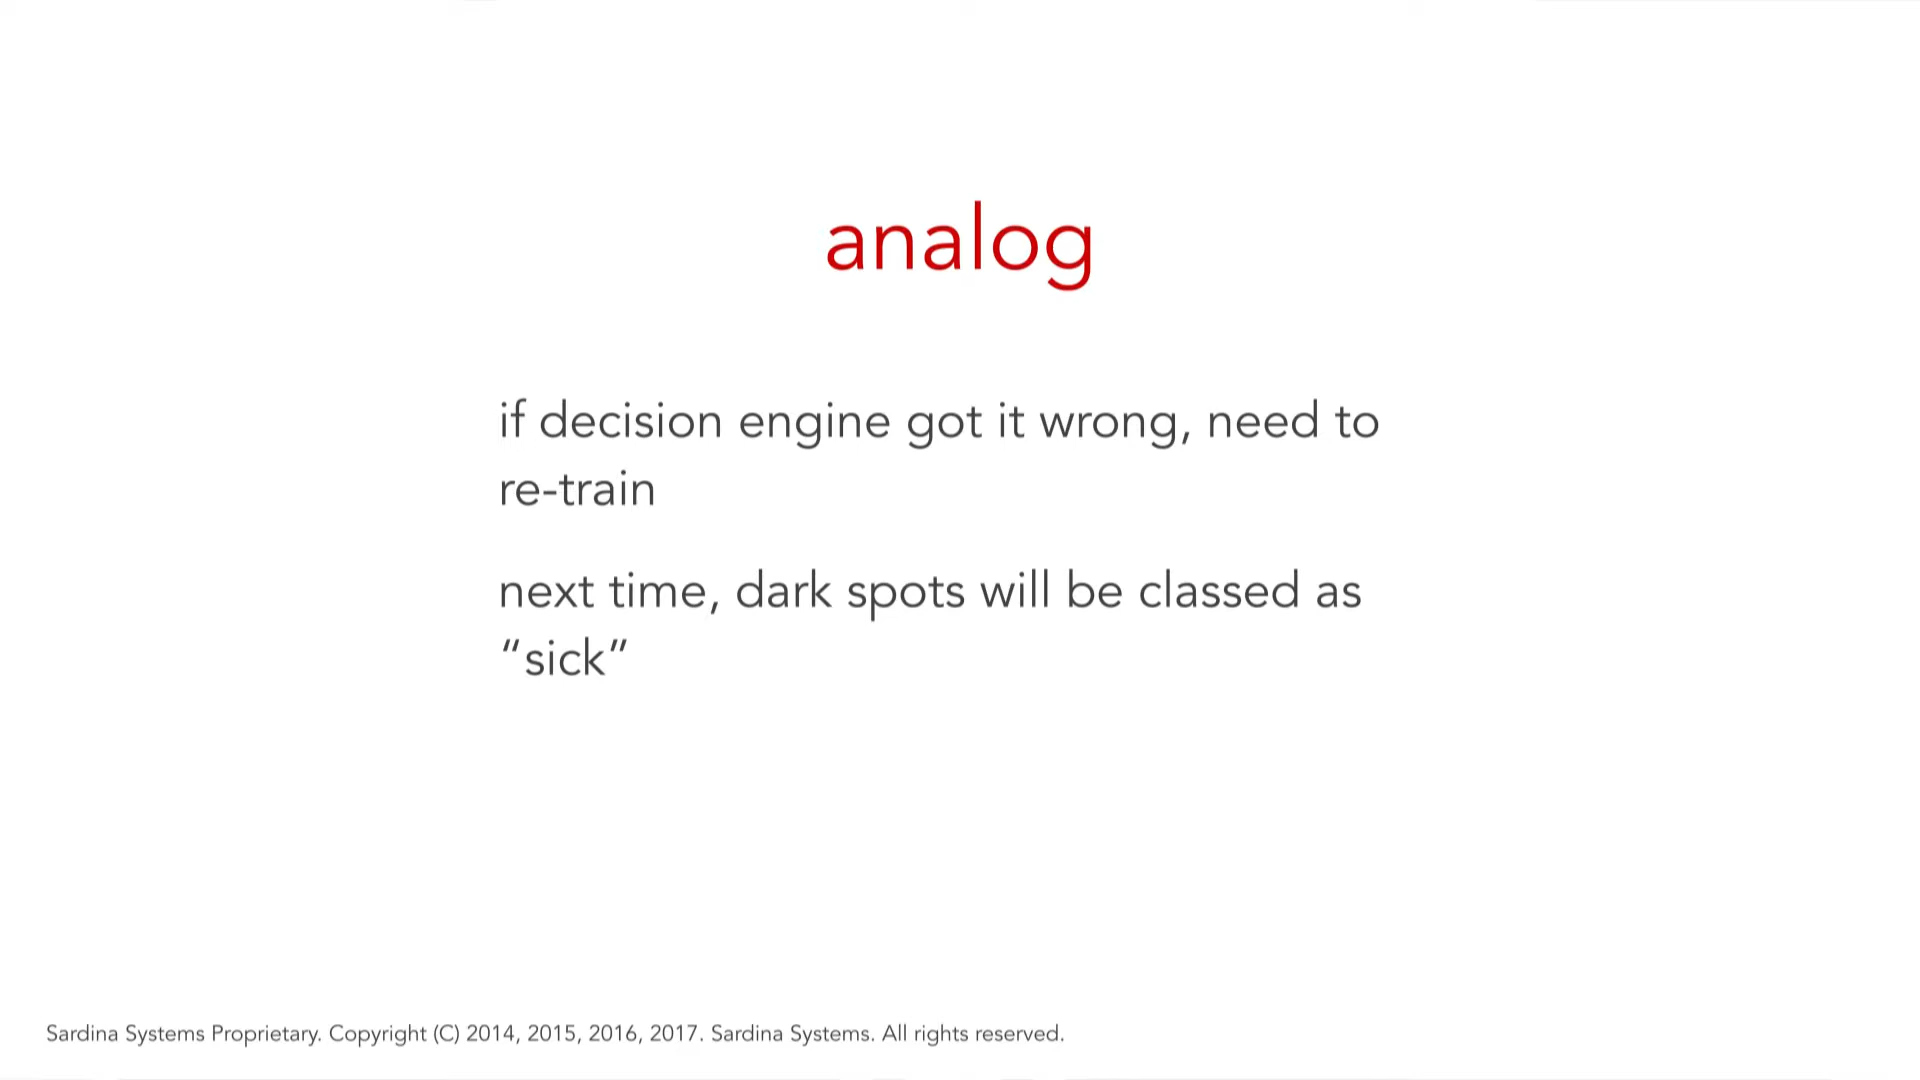 analog
if decision engine got it wrong, need to
re-train
next time, dark spots will be classed as
“sick”
Sardina Systems Proprietary. Copyright (C) 2014, 2015, 2016, 2017. Sardina Systems. All rights reserved.